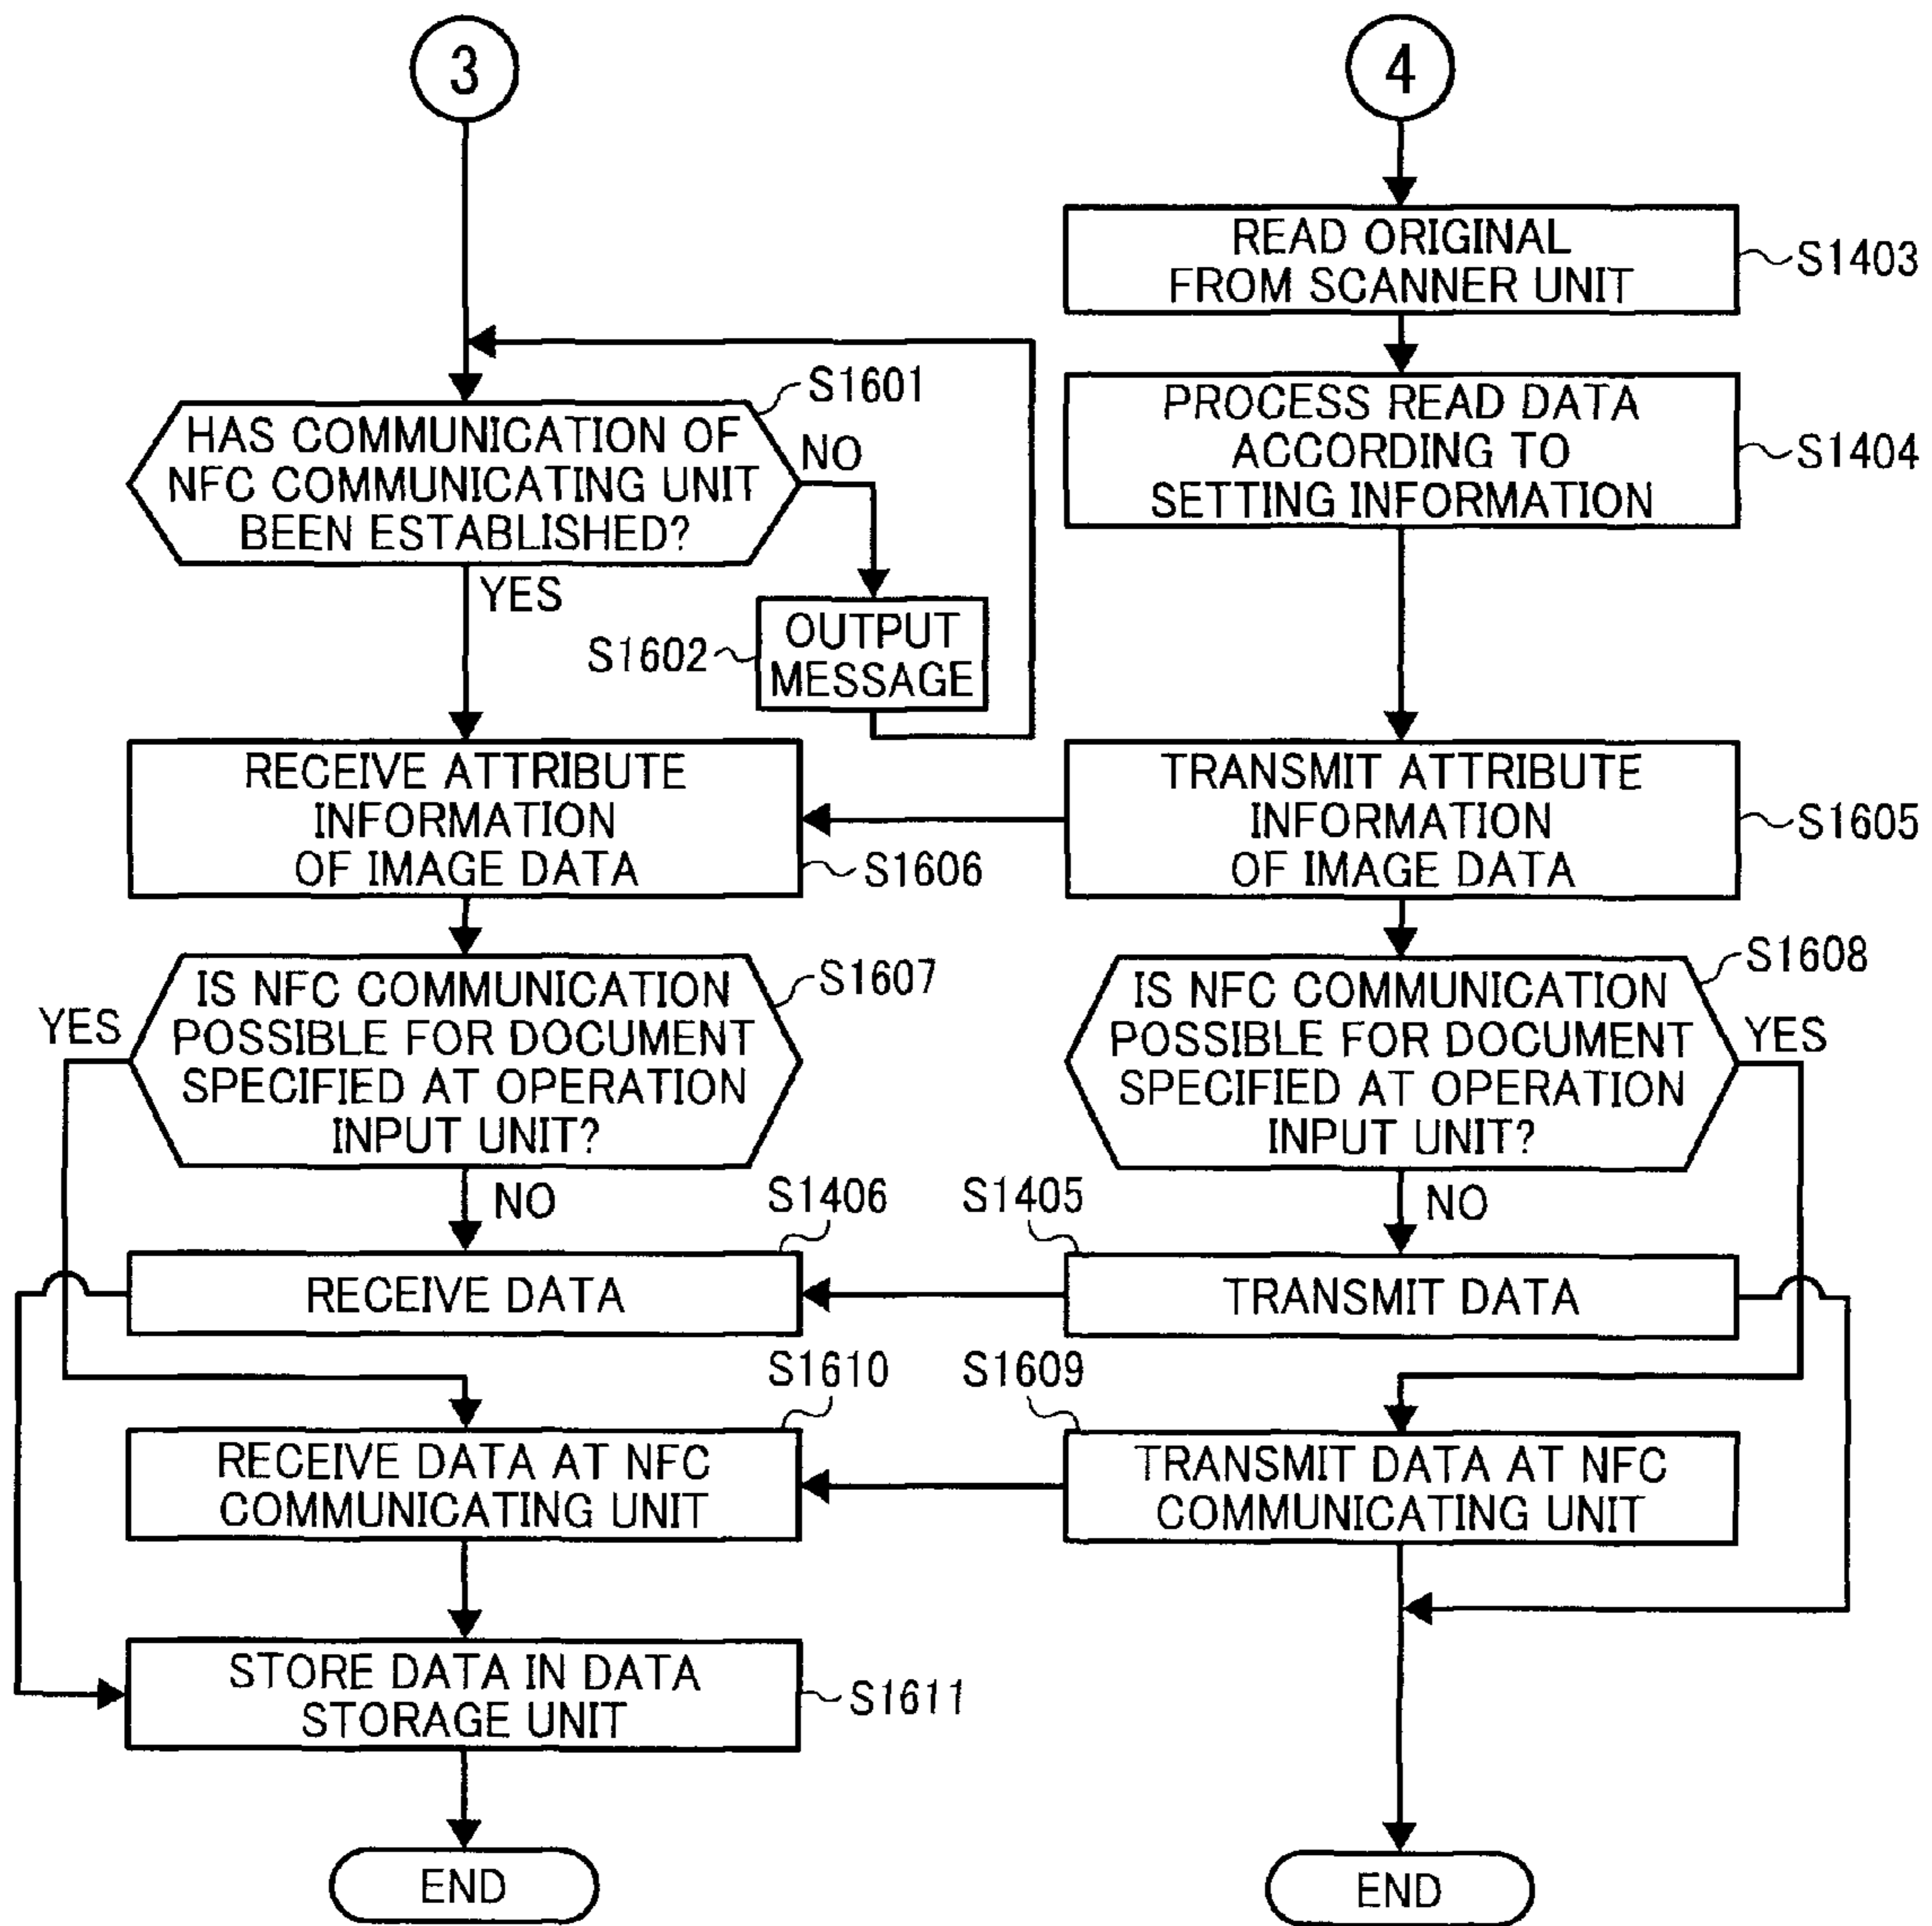 3
4
READ ORIGINAL
FROM SCANNER UNIT
S1403
S1601
HAS COMMUNICATION OF
NFC COMMUNICATING UNIT
BEEN ESTABLISHED?
NO
YES
PROCESS READ DATA
ACCORDING TO
SETTING INFORMATION
S1404
S1602
OUTPUT
MESSAGE
RECEIVE ATTRIBUTE
INFORMATION
OF IMAGE DATA
S1606
TRANSMIT ATTRIBUTE
INFORMATION
OF IMAGE DATA
S1605
S1607
YES
IS NFC COMMUNICATION
POSSIBLE FOR DOCUMENT
SPECIFIED AT OPERATION
INPUT UNIT?
NO
S1608
IS NFC COMMUNICATION
POSSIBLE FOR DOCUMENT
SPECIFIED AT OPERATION
INPUT UNIT?
YES
NO
S1406
RECEIVE DATA
S1405
TRANSMIT DATA
S1610
RECEIVE DATA AT NFC
COMMUNICATING UNIT
S1609
TRANSMIT DATA AT NFC
COMMUNICATING UNIT
STORE DATA IN DATA
STORAGE UNIT
S1611
END
END